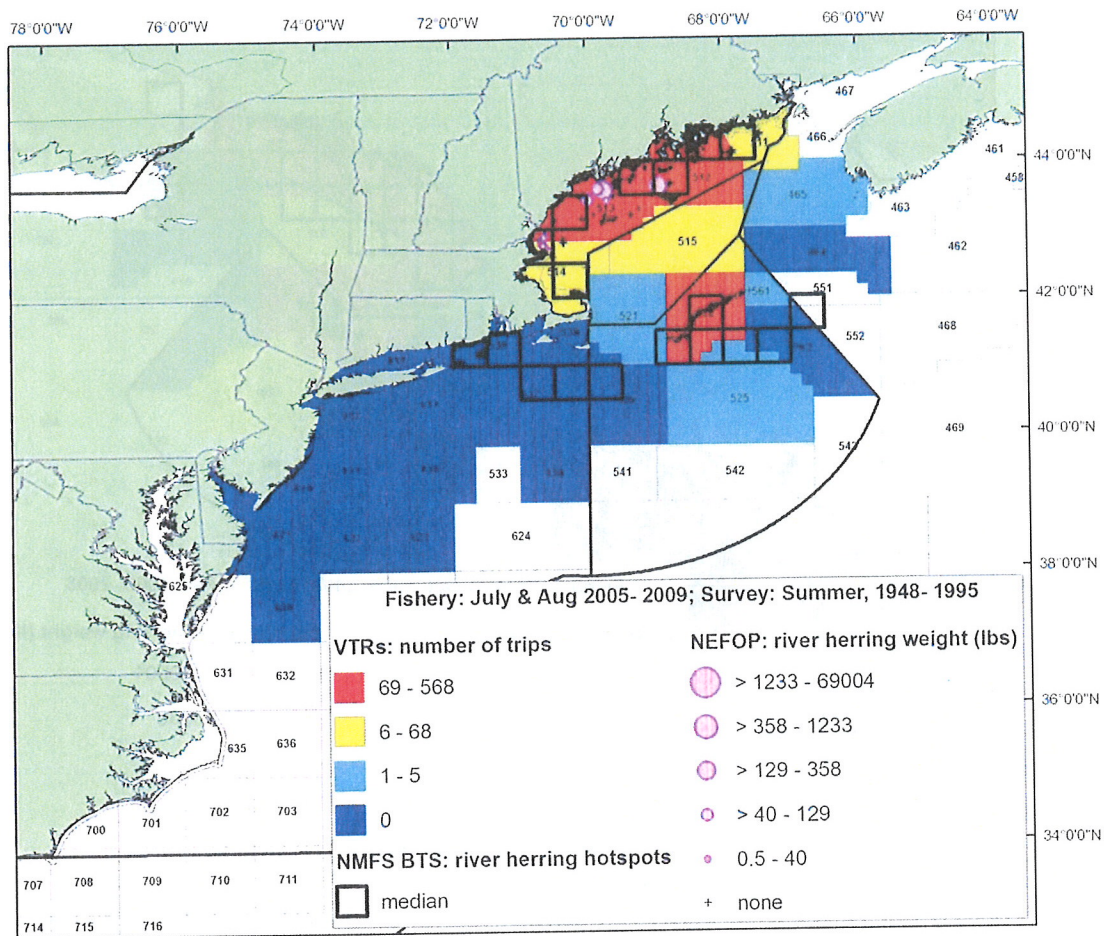 78°0'0"W 76°0'0"W 74°0'0"W 72°0'0"W 70°0'0"W 68°0'0"W 66°0'0"W 64°0'0"W
467
466
461
44°0'0"N
458
465
463
462
515
464
514
551
42°0'0"N
561
521
552
468
525
40°0'0"N
469
533
541
542
543
624
38°0'0"N
625
Fishery: July & Aug 2005- 2009; Survey: Summer, 1948- 1995
VTRs: number of trips
69 - 568
6 - 68
1 - 5
0
NMFS BTS: river herring hotspots
median
NEFOP: river herring weight (lbs)
> 1233 - 69004
> 358 - 1233
> 129 - 358
> 40 - 129
0.5 - 40
none
631 632
36°0'0"N
635 636
700 701 702 703
34°0'0"N
707 708 709 710 711
714 715 716